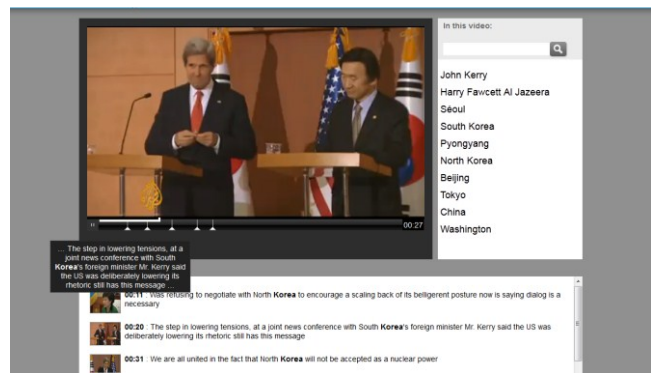 In this video:
John Kerry
Harry Fawcett Al Jazeera
Séoul
South Korea
Pyongyang
North Korea
Beijing
Tokyo
China
Washington
00:27
... The step in lowering tensions, at a
joint news conference with South
Korea's foreign minister Mr. Kerry said
the US was deliberately lowering its
rhetoric still has this message ...
00:11 : Was refusing to negotiate with North Korea to encourage a scaling back of its belligerent posture now is saying dialog is a
necessary
00:20 : The step in lowering tensions, at a joint news conference with South Korea's foreign minister Mr. Kerry said the US was
deliberately lowering its rhetoric still has this message
00:31 : We are all united in the fact that North Korea will not be accepted as a nuclear power